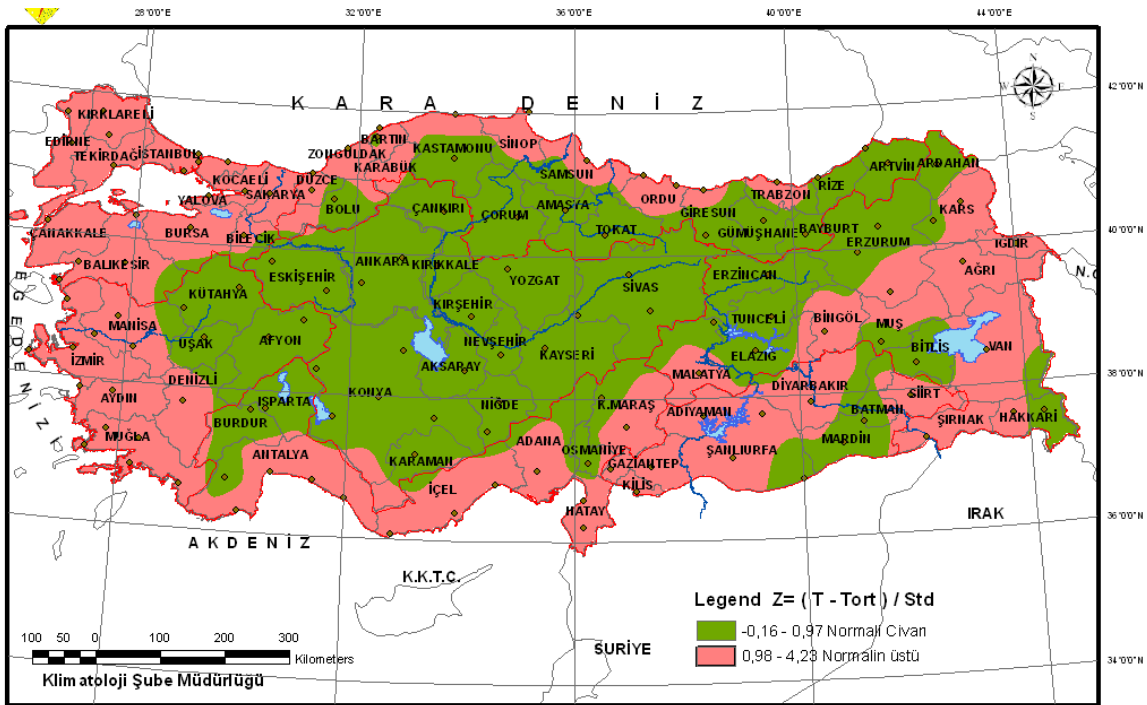 28°0'0"E 32°0'0"E 36°0'0"E 40°0'0"E 44°0'0"E
42°0'0"N
40°0'0"N
38°0'0"N
36°0'0"N
34°0'0"N
N
W E
S
K A R A D E N İ Z
KIRKLARELİ
EDİRNE
TEKİRDAĞ
İSTANBUL
KOCAELİ
YALOVA
SAKARYA
DÜZCE
ZONGULDAK
BARTIN
KARABÜK
KASTAMONU
SİNOP
SAMSUN
BOLU
ÇANKIRI
ÇORUM
AMASYA
TOKAT
ORDU
GİRESUN
TRABZON
RİZE
ARTVİN
ARDAHAN
KARS
GÜMÜŞHANE
BAYBURT
ERZURUM
IĞDIR
AĞRI
N.C
ÇANAKKALE
BURSA
BİLECİK
BALIKESİR
ESKİŞEHİR
ANKARA
KIRIKKALE
YOZGAT
SİVAS
ERZİNCAN
KÜTAHYA
KIRŞEHİR
TUNCELİ
BİNGÖL
MUŞ
BİTLİS
VAN
MANİSA
UŞAK
AFYON
NEVŞEHİR
KAYSERİ
ELAZIĞ
İZMİR
AKSARAY
MALATYA
DİYARBAKIR
SİİRT
DENİZLİ
AYDIN
ISPARTA
KONYA
NİĞDE
K.MARAŞ
ADIYAMAN
BATMAN
ŞIRNAK
HAKKARİ
MUĞLA
BURDUR
ANTALYA
KARAMAN
ADANA
OSMANİYE
GAZİANTEP
ŞANLIURFA
MARDİN
İÇEL
KİLİS
HATAY
E G E D E N İ Z İ
A K D E N İ Z
K.K.T.C.
SURİYE
IRAK
Legend Z= ( T - Tort ) / Std
-0,16 - 0,97 Normali Civarı
0,98 - 4,23 Normalin üstü
100 50 0 100 200 300
Kilometers
Klimatoloji Şube Müdürlüğü